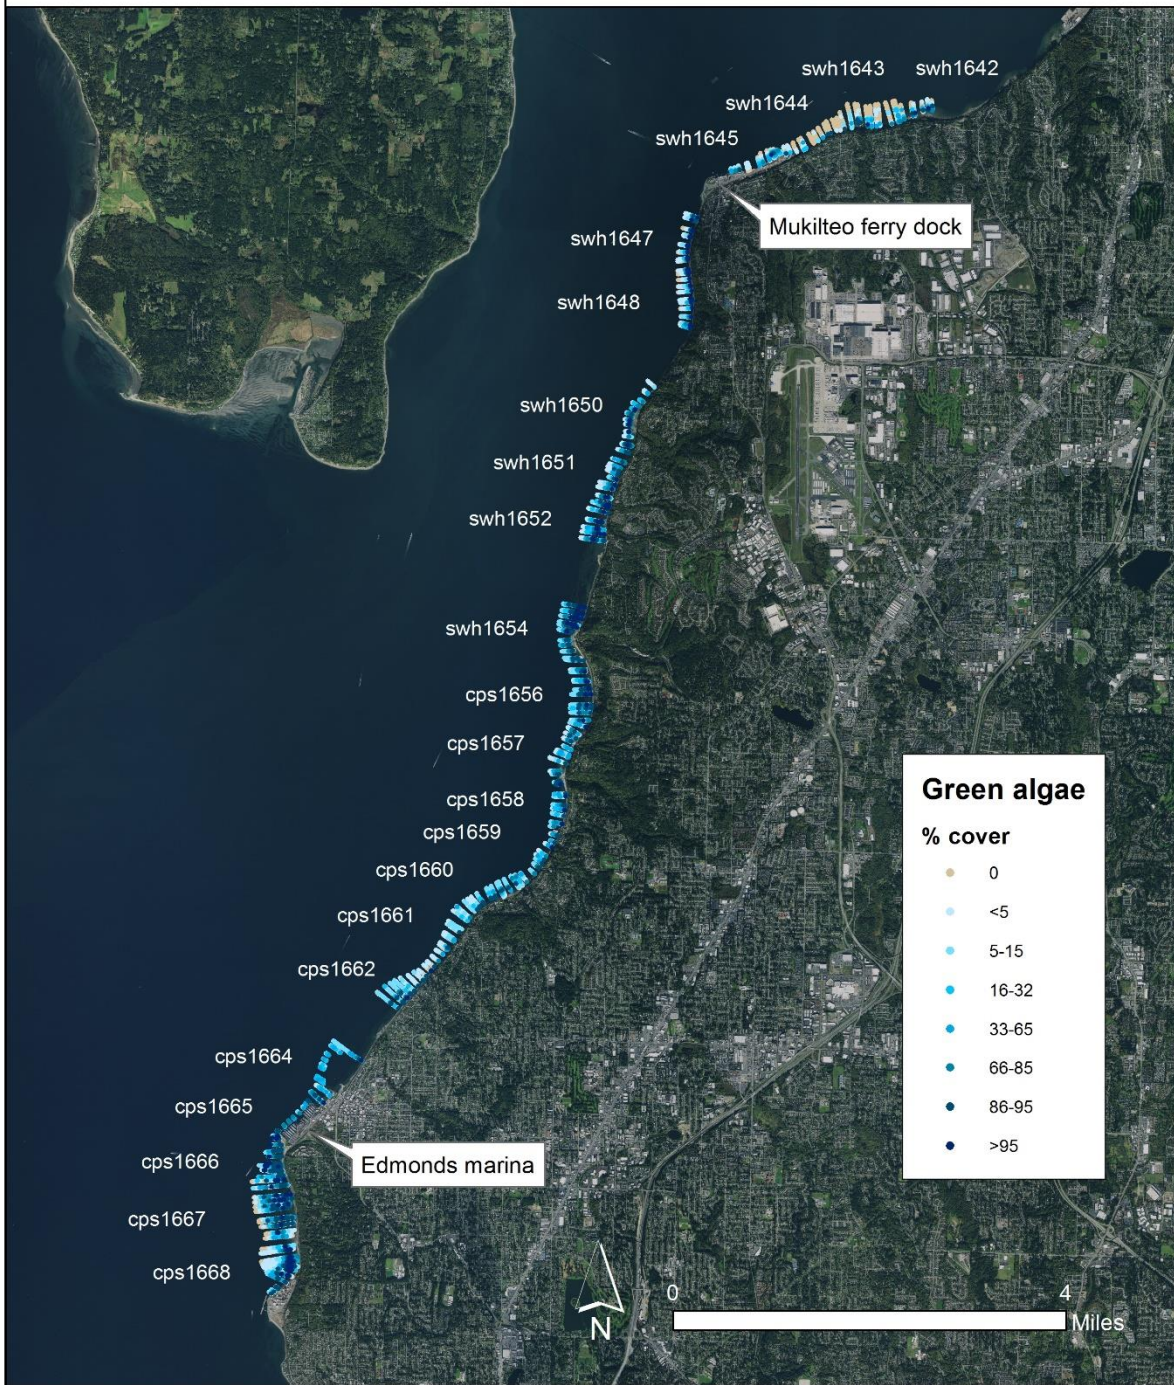 swh1643
swh1642
swh1644
swh1645
Mukilteo ferry dock
swh1647
swh1648
swh1650
swh1651
swh1652
swh1654
cps1656
cps1657
cps1658
cps1659
cps1660
cps1661
cps1662
cps1664
cps1665
Edmonds marina
cps1666
cps1667
cps1668
Green algae
% cover
0
<5
5-15
16-32
33-65
66-85
86-95
>95
N
0 4
Miles